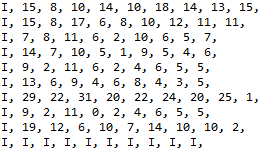 I, 15, 8, 10, 14, 10, 18, 14, 13, 15,
I, 15, 8, 17, 6, 8, 10, 12, 11, 11,
I, 7, 8, 11, 6, 2, 10, 6, 5, 7,
I, 14, 7, 10, 5, 1, 9, 5, 4, 6,
I, 9, 2, 11, 6, 2, 4, 6, 5, 5,
I, 13, 6, 9, 4, 6, 8, 4, 3, 5,
I, 29, 22, 31, 20, 22, 24, 20, 25, 1,
I, 9, 2, 11, 0, 2, 4, 6, 5, 5,
I, 19, 12, 6, 10, 7, 14, 10, 10, 2,
I, I, I, I, I, I, I, I, I, I,